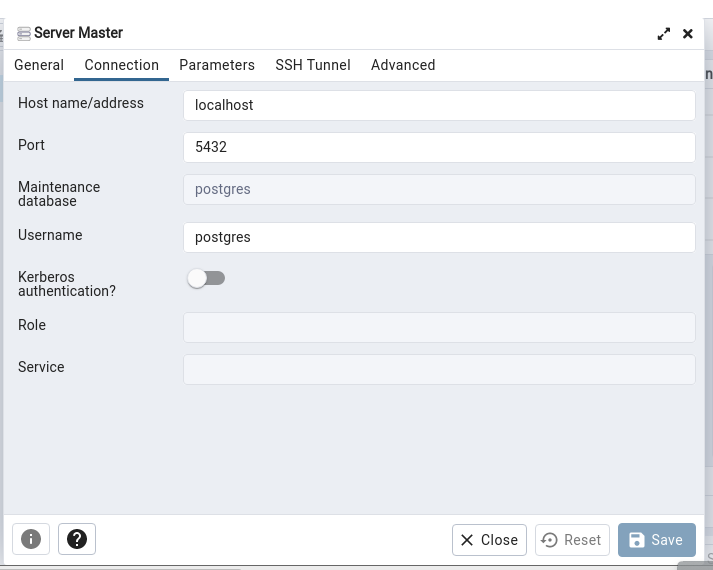 Server Master
General Connection Parameters SSH Tunnel Advanced
Host name/address localhost
Port 5432
Maintenance
database postgres
Username postgres
Kerberos
authentication?
Role
Service
Close Reset Save